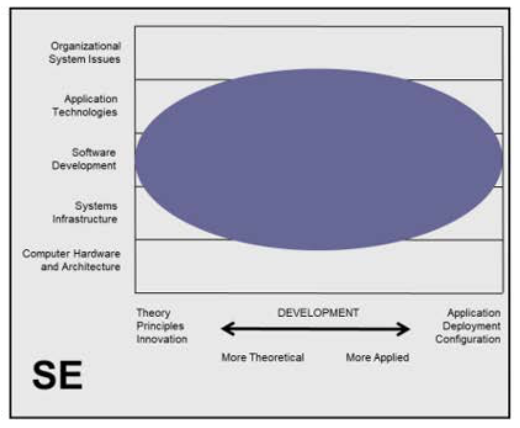 Organizational
System Issues
Application
Technologies
Software
Development
Systems
Infrastructure
Computer Hardware
and Architecture
Theory
Principles
Innovation
DEVELOPMENT
Application
Deployment
Configuration
More Theoretical
More Applied
SE